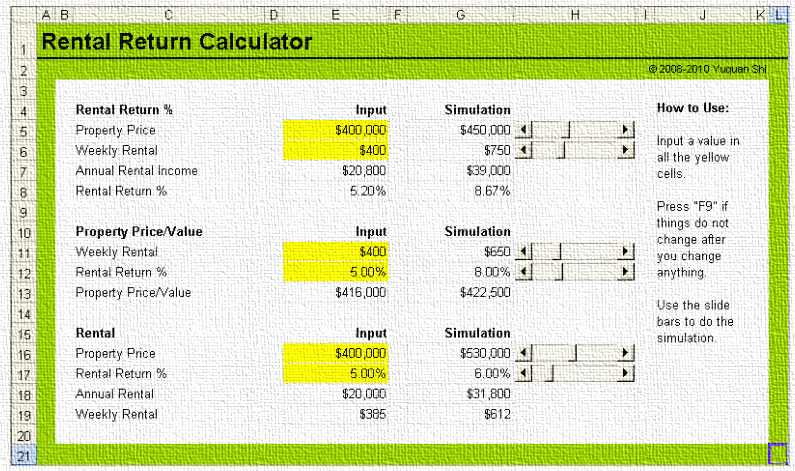 A B C D E F G H I J K L
1 Rental Return Calculator
2 © 2008-2010 Yuquan Shi
3
4 Rental Return % Input Simulation How to Use:
5 Property Price $400,000 $450,000
6 Weekly Rental $400 $750
7 Annual Rental Income $20,800 $39,000
8 Rental Return % 5.20% 8.67%
9
10 Property Price/Value Input Simulation
11 Weekly Rental $400 $650
12 Rental Return % 5.00% 8.00%
13 Property Price/Value $416,000 $422,500
14
15 Rental Input Simulation
16 Property Price $400,000 $530,000
17 Rental Return % 5.00% 6.00%
18 Annual Rental $20,000 $31,800
19 Weekly Rental $385 $612
20
21
Input a value in
all the yellow
cells.
Press "F9" if
things do not
change after
you change
anything.
Use the slide
bars to do the
simulation.